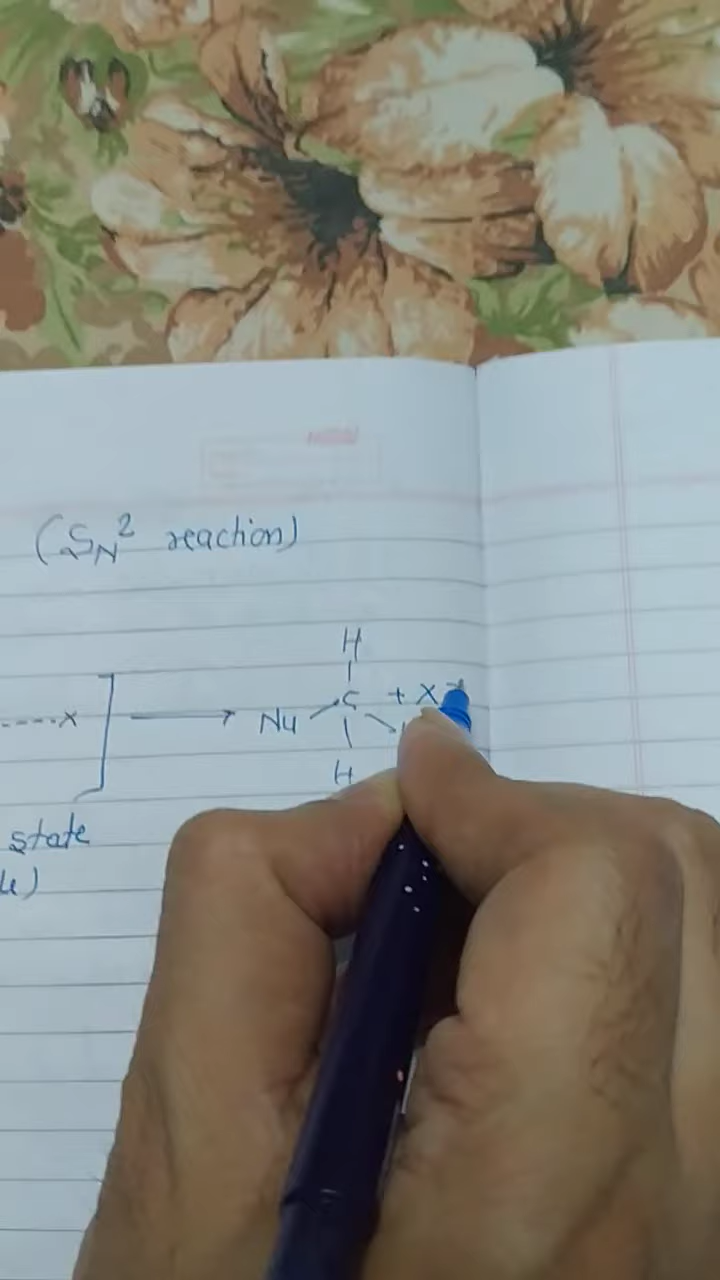 (SN² reaction)
H
-----X ] → Nu C + X -
H
state